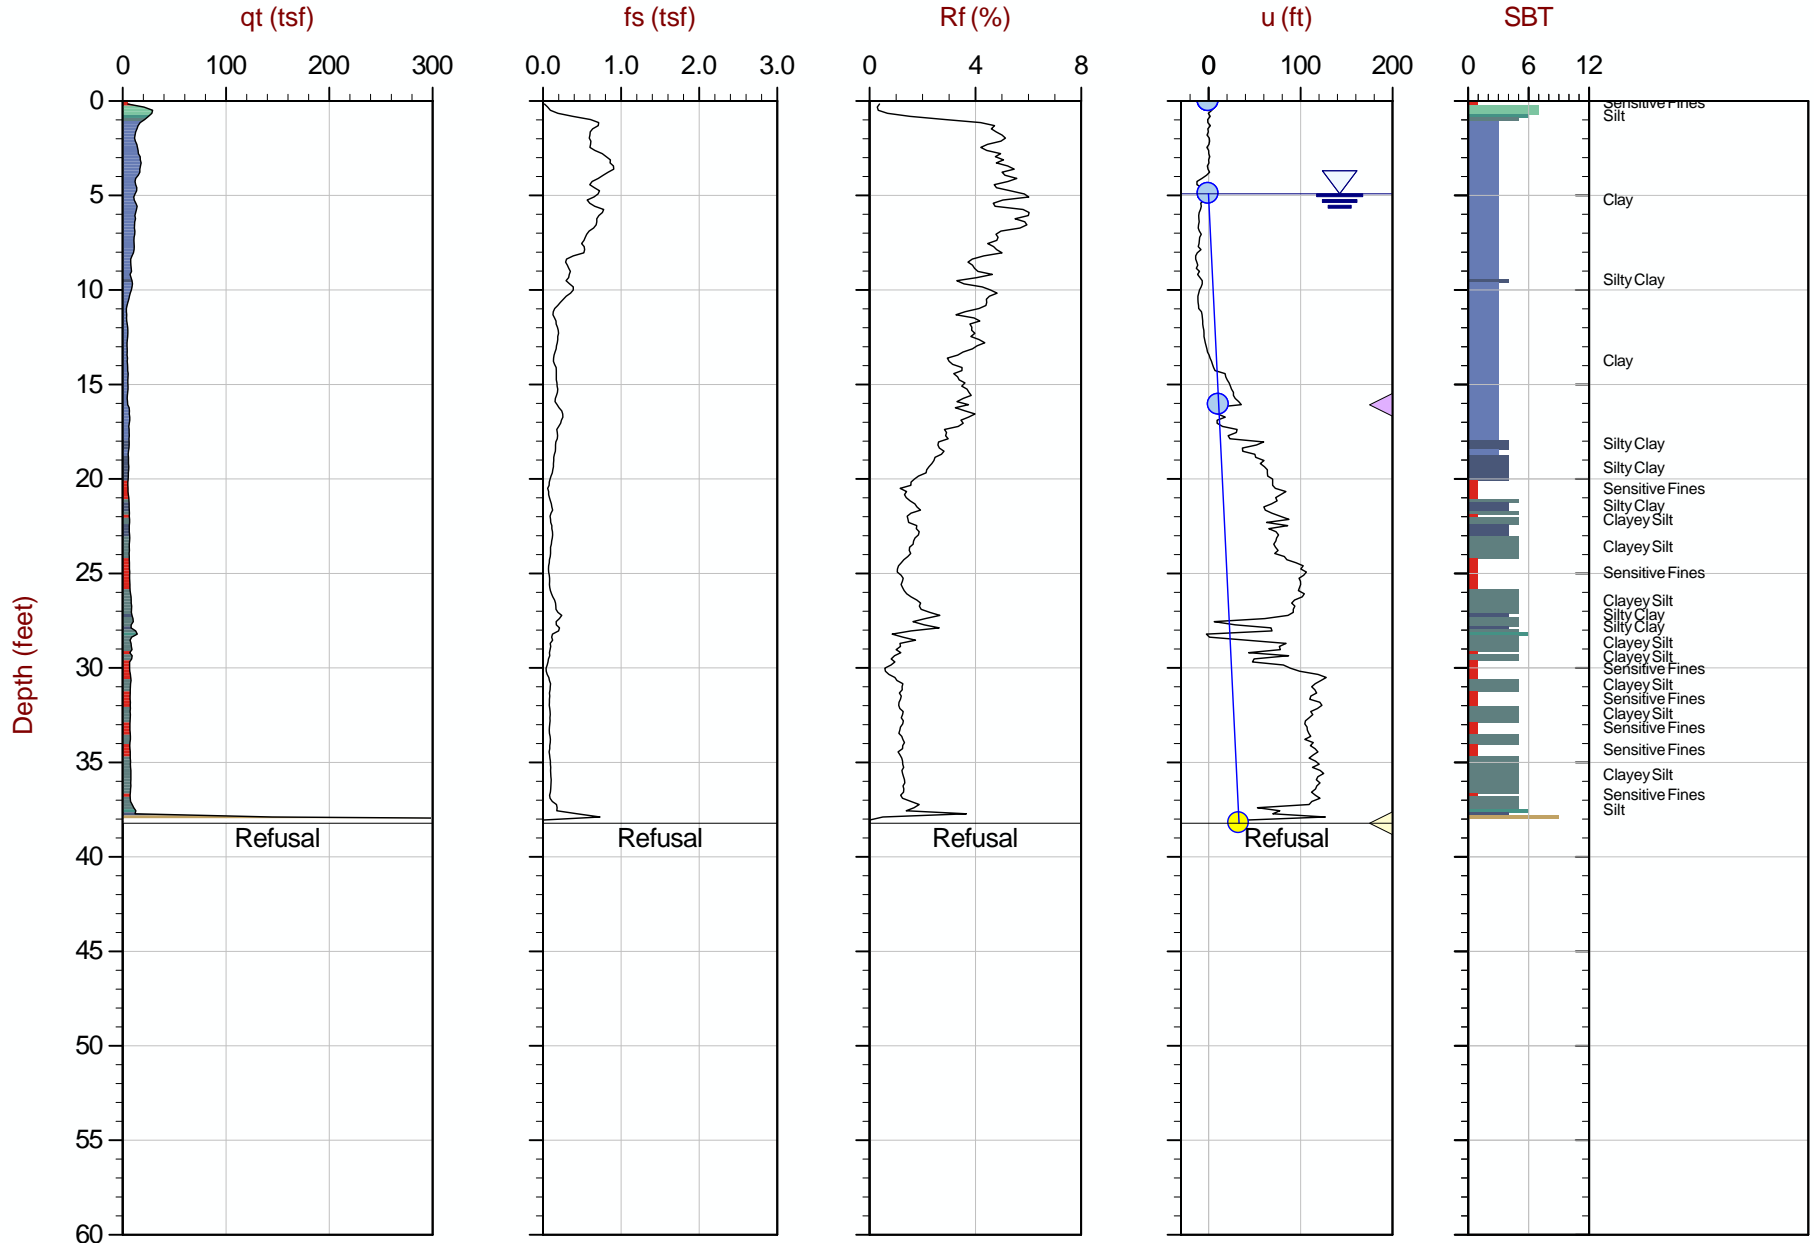 qt (tsf)
fs (tsf)
Rf (%)
u (ft)
SBT
0 100 200 300
0.0 1.0 2.0 3.0
0 4 8
0 100 200
0 6 12
Depth (feet)
0
5
10
15
20
25
30
35
40
45
50
55
60
Sensitive Fines
Silt
Clay
Silty Clay
Clay
Silty Clay
Silty Clay
Sensitive Fines
Silty Clay
Clayey Silt
Clayey Silt
Sensitive Fines
Clayey Silt
Silty Clay
Silty Clay
Clayey Silt
Clayey Silt
Sensitive Fines
Clayey Silt
Sensitive Fines
Clayey Silt
Sensitive Fines
Sensitive Fines
Clayey Silt
Sensitive Fines
Silt
Refusal
Refusal
Refusal
Refusal